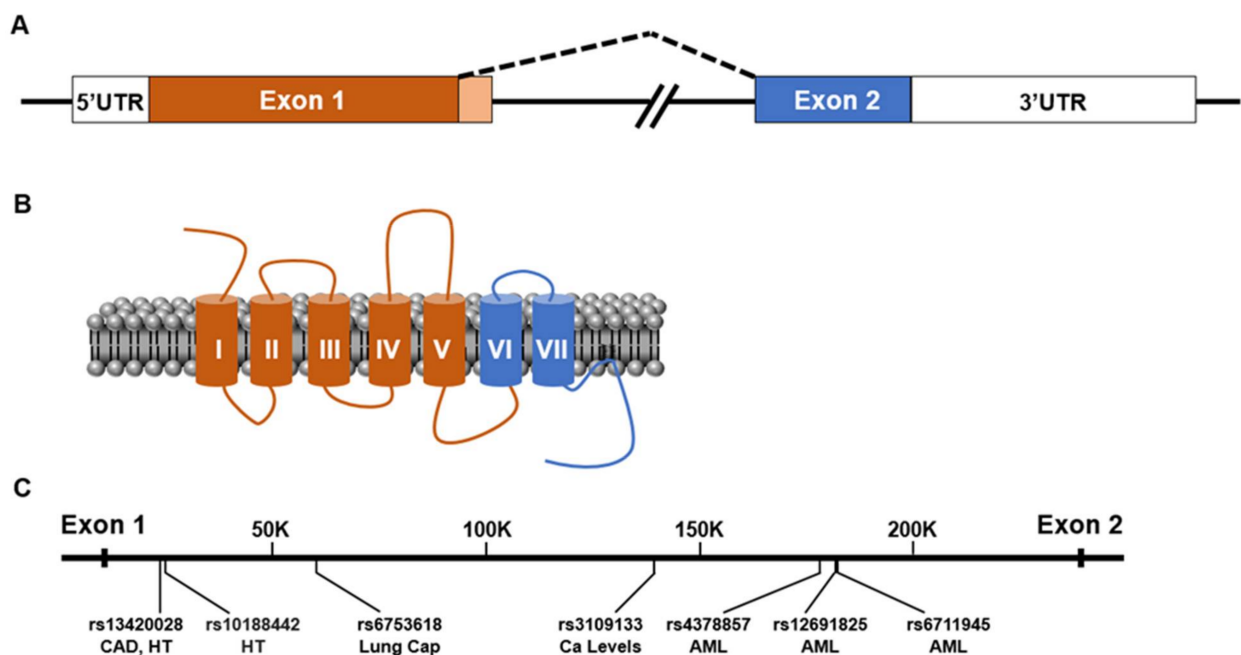 A
5'UTR Exon 1 Exon 2 3'UTR
B
I II III IV V VI VII
C
Exon 1 50K 100K 150K 200K Exon 2
rs13420028 rs10188442 rs6753618 rs3109133 rs4378857 rs12691825 rs6711945
CAD, HT HT Lung Cap Ca Levels AML AML AML